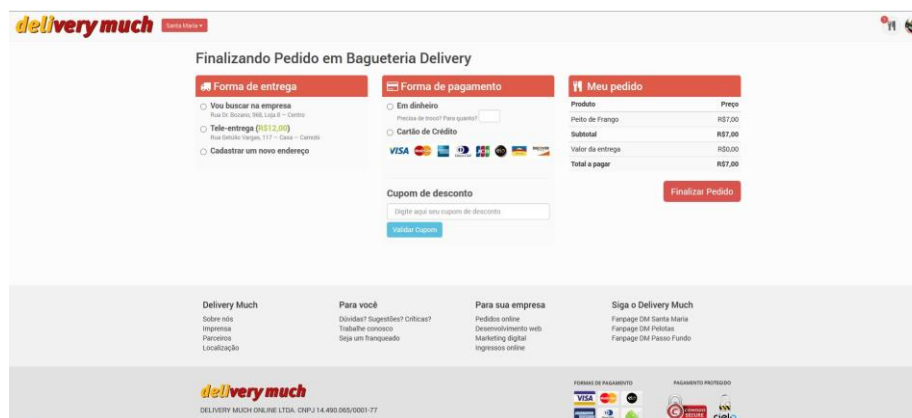 delivery much
Santa Maria
Finalizando Pedido em Bagueteria Delivery
Forma de entrega
Vou buscar na empresa
Rua Dr. Bozano, 968, Loja 8 — Centro
Tele-entrega (R$12,00)
Rua Getúlio Vargas, 117 — Casa — Camobi
Cadastrar um novo endereço
Forma de pagamento
Em dinheiro
Precisa de troco? Para quanto?
Cartão de Crédito
VISA
Cupom de desconto
Digite aqui seu cupom de desconto
Validar Cupom
Meu pedido
Produto Preço
Peito de Frango R$7,00
Subtotal R$7,00
Valor da entrega R$0,00
Total a pagar R$7,00
Finalizar Pedido
Delivery Much
Sobre nós
Imprensa
Parceiros
Localização
Para você
Dúvidas? Sugestões? Críticas?
Trabalhe conosco
Seja um franqueado
Para sua empresa
Pedidos online
Desenvolvimento web
Marketing digital
Ingressos online
Siga o Delivery Much
Fanpage DM Santa Maria
Fanpage DM Pelotas
Fanpage DM Passo Fundo
delivery much
DELIVERY MUCH ONLINE LTDA. CNPJ 14.490.065/0001-77
FORMAS DE PAGAMENTO
VISA
PAGAMENTO PROTEGIDO
SECURE
cielo